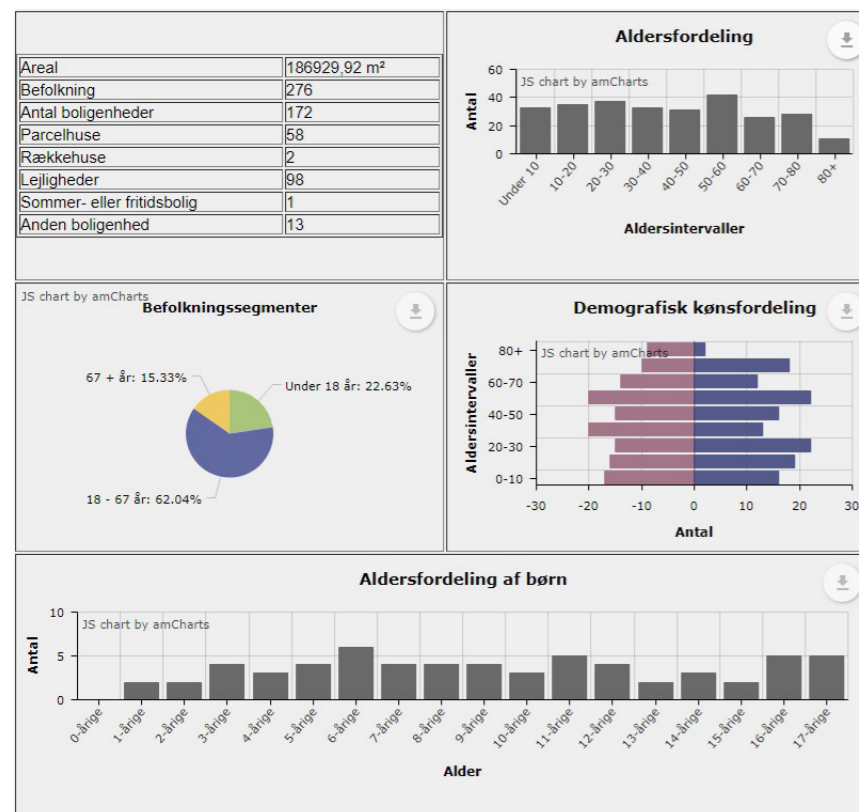 Areal 186929,92 m²
Befolkning 276
Antal boligenheder 172
Parcelhuse 58
Rækkehuse 2
Lejligheder 98
Sommer- eller fritidsbolig 1
Anden boligenhed 13
Aldersfordeling
JS chart by amCharts
Antal
60
40
20
0
Under 10 10-20 20-30 30-40 40-50 50-60 60-70 70-80 80+
Aldersintervaller
JS chart by amCharts
Befolkningssegmenter
67 + år: 15.33%
Under 18 år: 22.63%
18 - 67 år: 62.04%
Demografisk kønsfordeling
JS chart by amCharts
Aldersintervaller
80+
60-70
40-50
20-30
0-10
-30 -20 -10 0 10 20 30
Antal
Aldersfordeling af børn
JS chart by amCharts
Antal
10
5
0
0-årige 1-årige 2-årige 3-årige 4-årige 5-årige 6-årige 7-årige 8-årige 9-årige 10-årige 11-årige 12-årige 13-årige 14-årige 15-årige 16-årige 17-årige
Alder